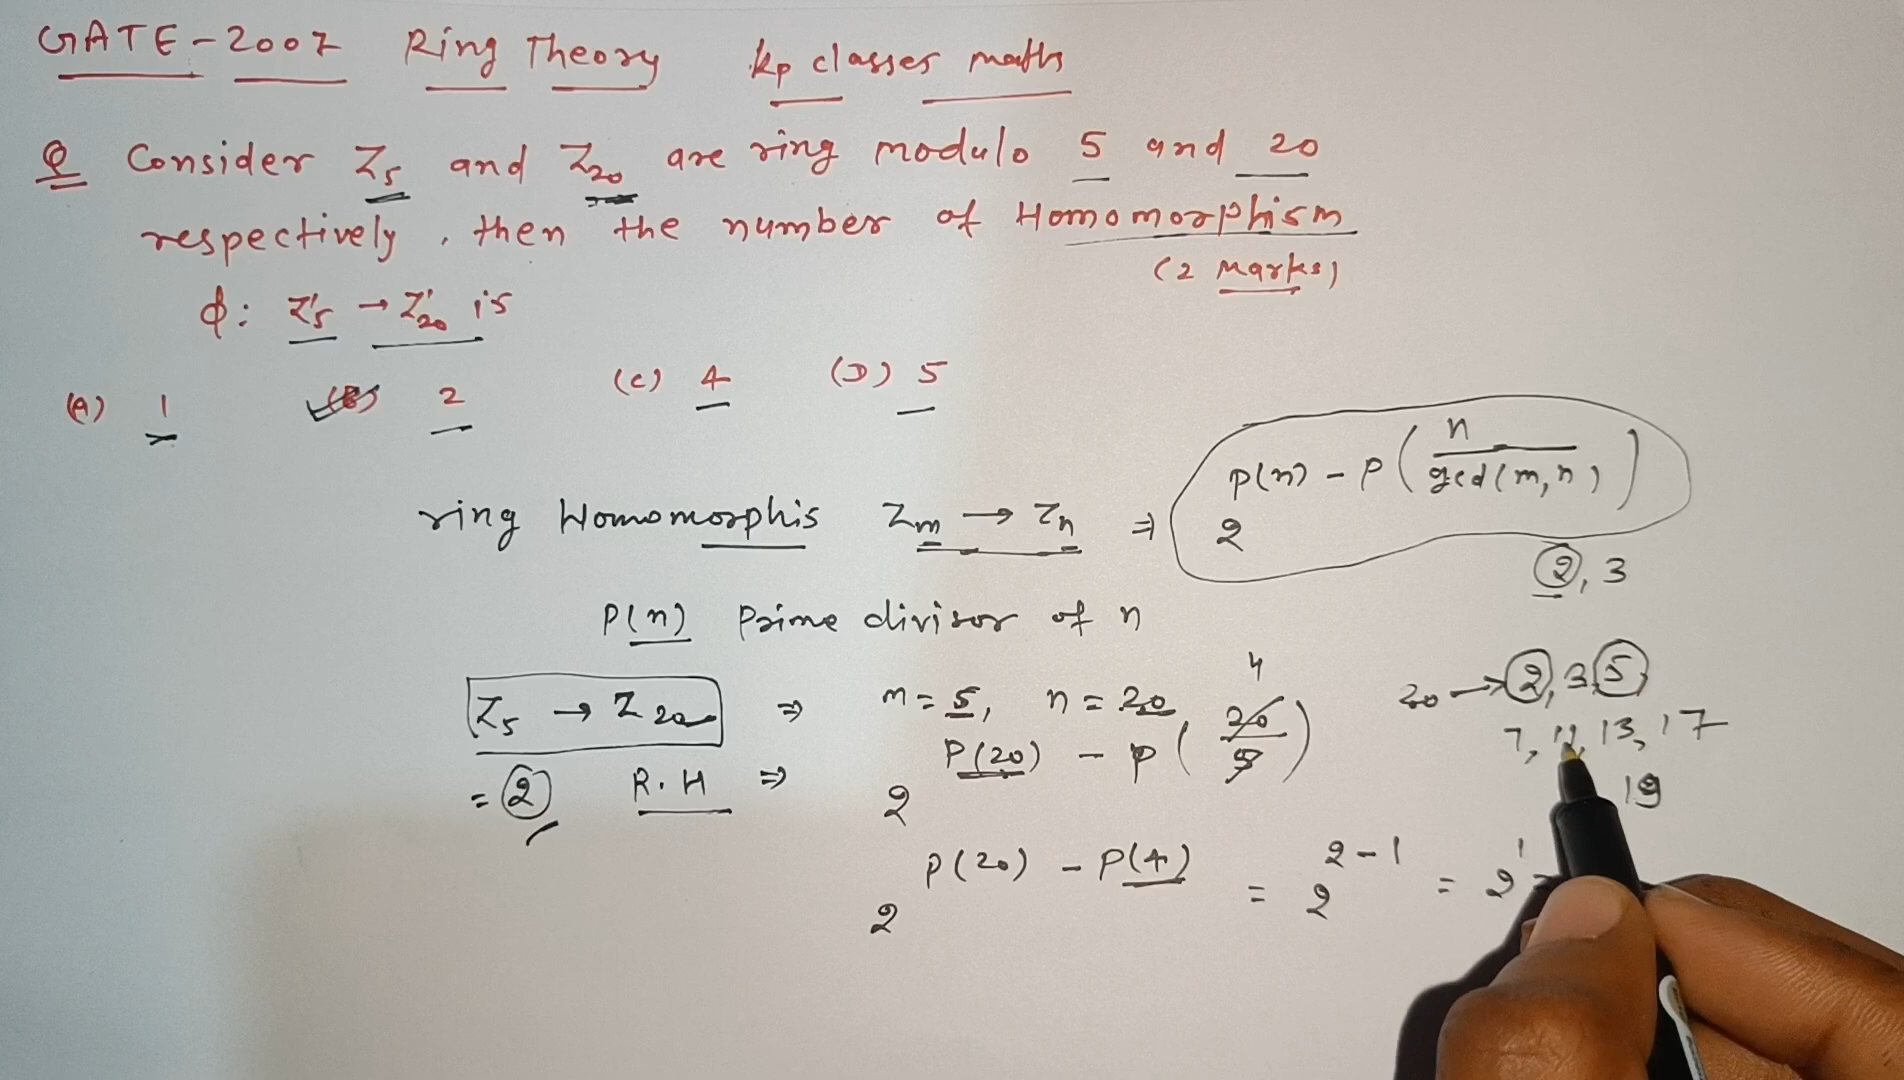 GATE-2007 Ring Theory kp classes maths
Q Consider Z5 and Z20 are ring modulo 5 and 20
respectively, then the number of Homomorphism
(2 Marks)
ϕ: Z5 → Z20 is
(A) 1 (B) 2 (C) 4 (D) 5
ring Homomorphis Zm → Zn ⇒ 2^{p(n) - p(n/gcd(m,n))}
2, 3
P(n) Prime divisor of n
Z5 → Z20 ⇒ m = 5, n = 20
20 → 2, 3 5,
7, 11, 13, 17
19
= 2 R.H ⇒ 2^{P(20) - p(20/5)} 4
2^{P(20) - P(4)} = 2^{2-1} = 2^1